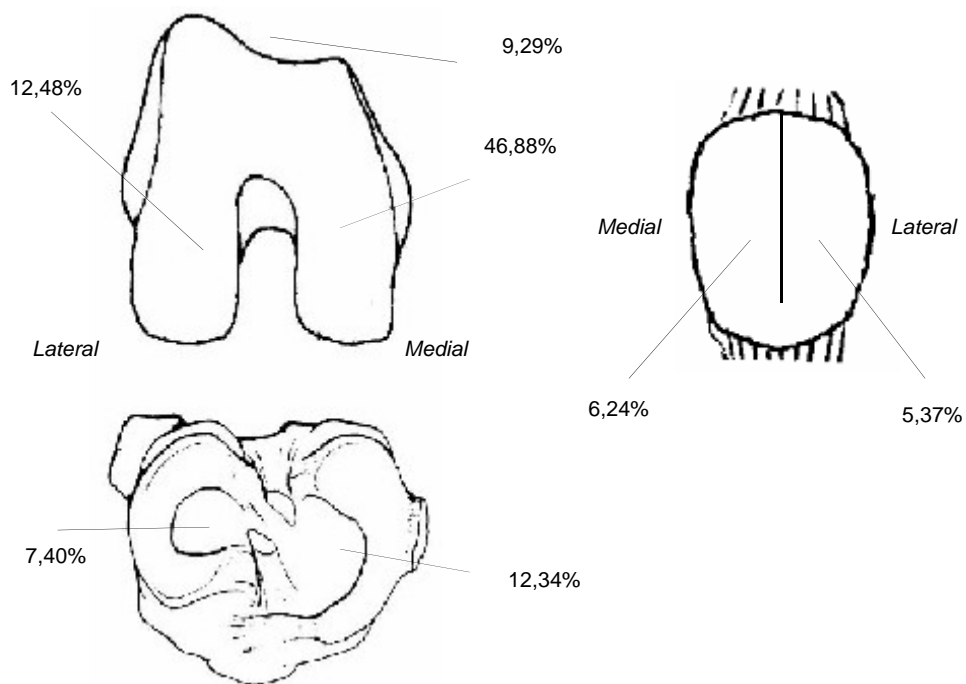 9,29%
12,48%
46,88%
Medial
Lateral
Lateral
Medial
6,24%
5,37%
7,40%
12,34%